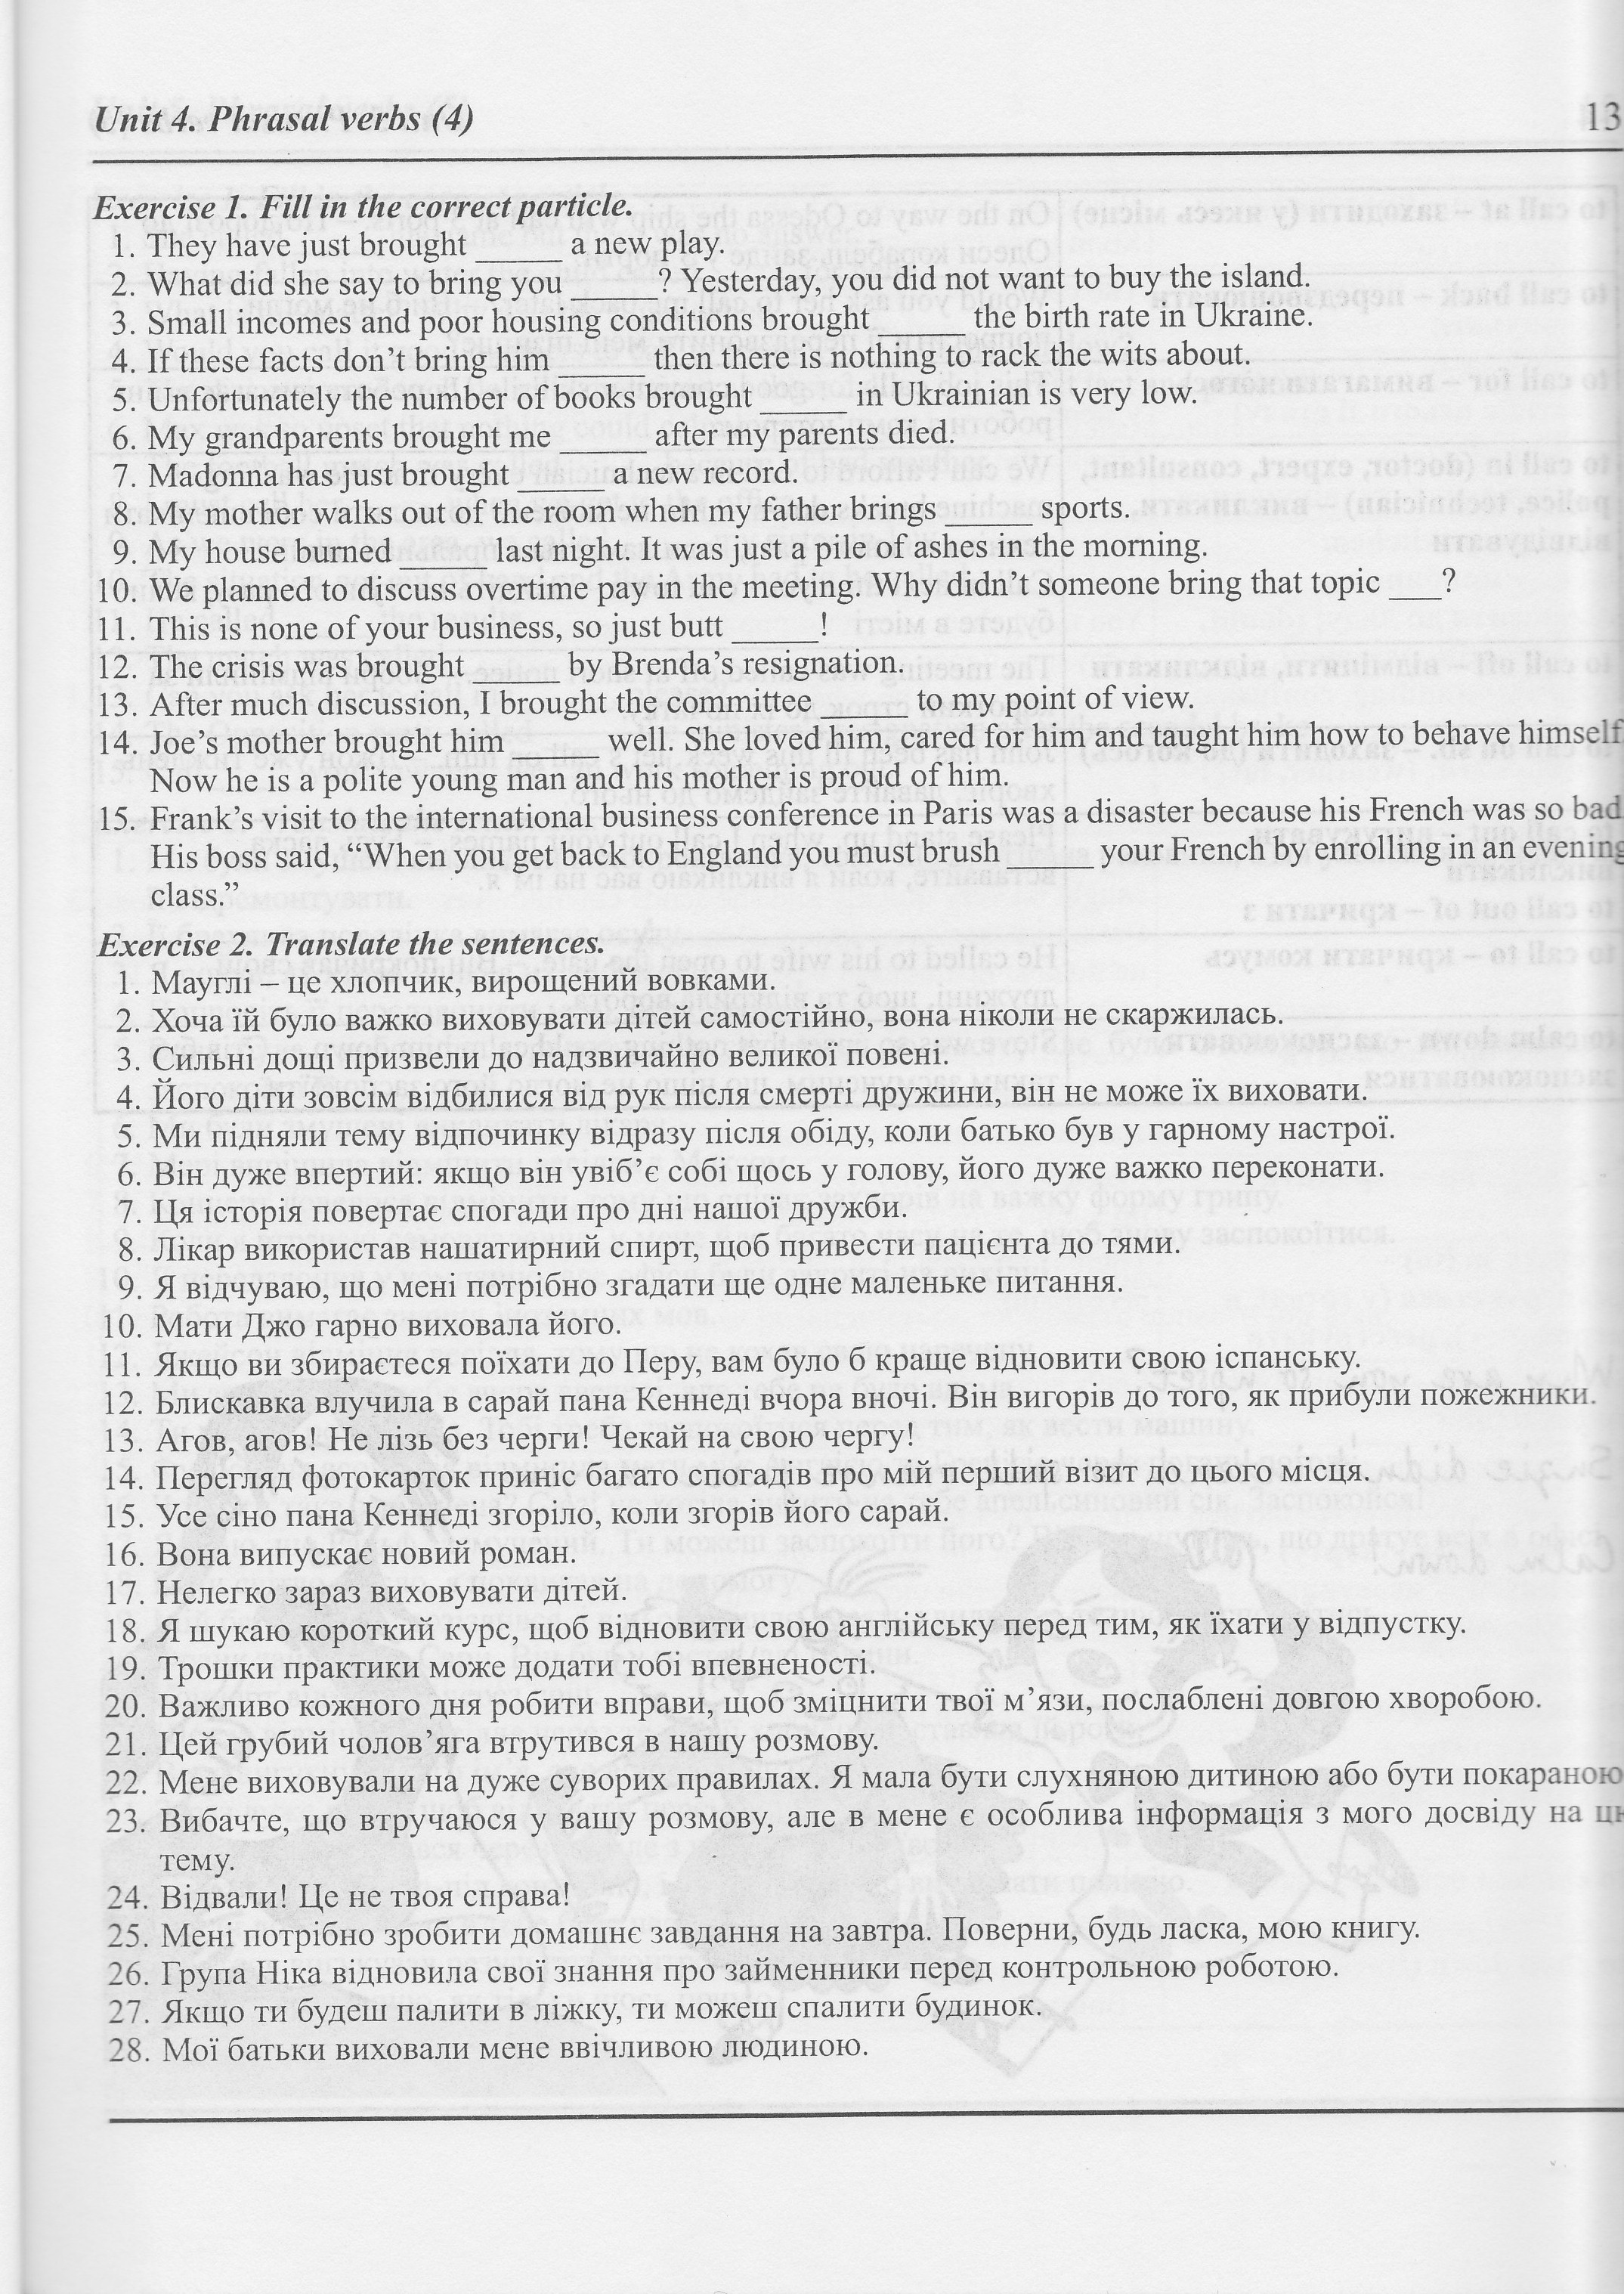 Unit 4. Phrasal verbs (4) 13
Exercise 1. Fill in the correct particle.
1. They have just brought _____ a new play.
2. What did she say to bring you _____? Yesterday, you did not want to buy the island.
3. Small incomes and poor housing conditions brought _____ the birth rate in Ukraine.
4. If these facts don't bring him _____ then there is nothing to rack the wits about.
5. Unfortunately the number of books brought _____ in Ukrainian is very low.
6. My grandparents brought me _____ after my parents died.
7. Madonna has just brought _____ a new record.
8. My mother walks out of the room when my father brings _____ sports.
9. My house burned _____ last night. It was just a pile of ashes in the morning.
10. We planned to discuss overtime pay in the meeting. Why didn't someone bring that topic ___?
11. This is none of your business, so just butt _____!
12. The crisis was brought _____ by Brenda's resignation.
13. After much discussion, I brought the committee _____ to my point of view.
14. Joe's mother brought him _____ well. She loved him, cared for him and taught him how to behave himself
Now he is a polite young man and his mother is proud of him.
15. Frank's visit to the international business conference in Paris was a disaster because his French was so bad
His boss said, “When you get back to England you must brush _____ your French by enrolling in an evening
class.”
Exercise 2. Translate the sentences.
1. Мауглі – це хлопчик, вирощений вовками.
2. Хоча їй було важко виховувати дітей самостійно, вона ніколи не скаржилась.
3. Сильні дощі призвели до надзвичайно великої повені.
4. Його діти зовсім відбилися від рук після смерті дружини, він не може їх виховати.
5. Ми підняли тему відпочинку відразу після обіду, коли батько був у гарному настрої.
6. Він дуже впертий: якщо він увіб'є собі щось у голову, його дуже важко переконати.
7. Ця історія повертає спогади про дні нашої дружби.
8. Лікар використав нашатирний спирт, щоб привести пацієнта до тями.
9. Я відчуваю, що мені потрібно згадати ще одне маленьке питання.
10. Мати Джо гарно виховала його.
11. Якщо ви збираєтеся поїхати до Перу, вам було б краще відновити свою іспанську.
12. Блискавка влучила в сарай пана Кеннеді вчора вночі. Він вигорів до того, як прибули пожежники.
13. Агов, агов! Не лізь без черги! Чекай на свою чергу!
14. Перегляд фотокарток приніс багато спогадів про мій перший візит до цього місця.
15. Усе сіно пана Кеннеді згоріло, коли згорів його сарай.
16. Вона випускає новий роман.
17. Нелегко зараз виховувати дітей.
18. Я шукаю короткий курс, щоб відновити свою англійську перед тим, як їхати у відпустку.
19. Трошки практики може додати тобі впевненості.
20. Важливо кожного дня робити вправи, щоб зміцнити твої м'язи, послаблені довгою хворобою.
21. Цей грубий чолов'яга втрутився в нашу розмову.
22. Мене виховували на дуже суворих правилах. Я мала бути слухняною дитиною або бути покараною
23. Вибачте, що втручаюся у вашу розмову, але в мене є особлива інформація з мого досвіду на
тему.
24. Відвали! Це не твоя справа!
25. Мені потрібно зробити домашнє завдання на завтра. Поверни, будь ласка, мою книгу.
26. Група Ніка відновила свої знання про займенники перед контрольною роботою.
27. Якщо ти будеш палити в ліжку, ти можеш спалити будинок.
28. Мої батьки виховали мене ввічливою людиною.